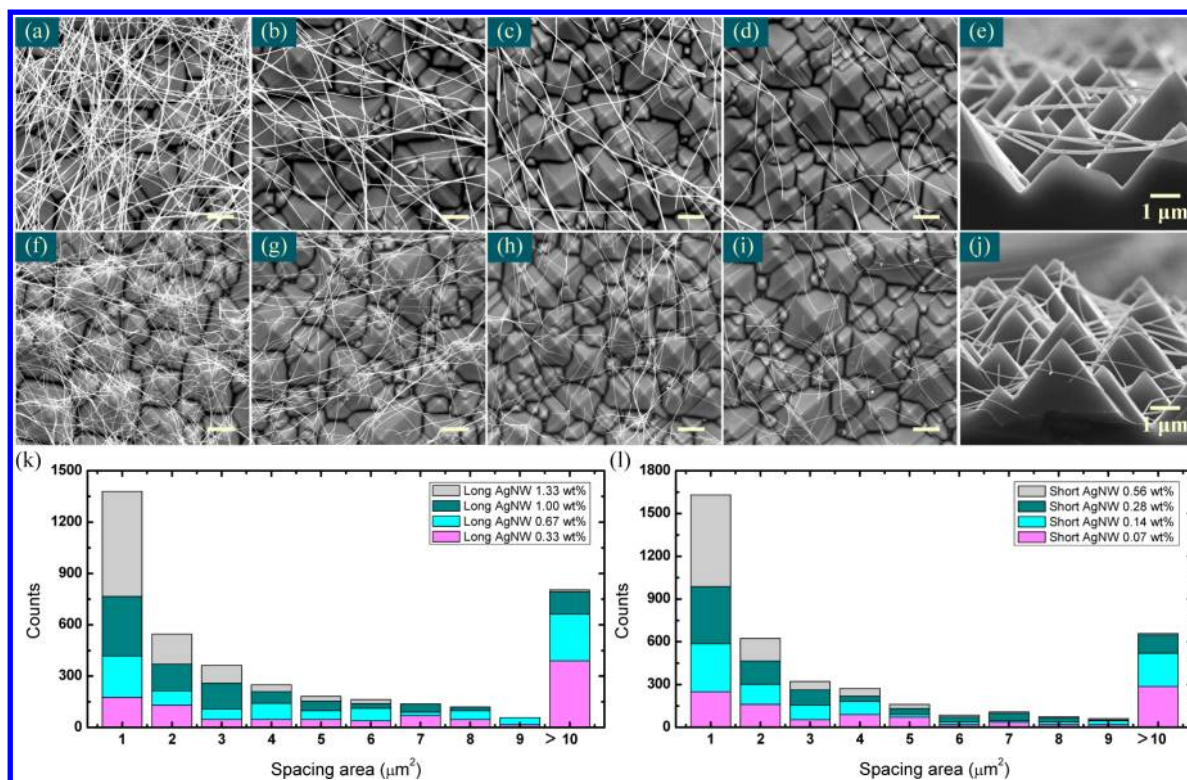 (a) (b) (c) (d) (e)
1 μm
(f) (g) (h) (i) (j)
1 μm
(k)
1500
1200
900
600
300
0
Counts
Long AgNW 1.33 wt%
Long AgNW 1.00 wt%
Long AgNW 0.67 wt%
Long AgNW 0.33 wt%
1 2 3 4 5 6 7 8 9 > 10
Spacing area (μm²)
(l)
1800
1500
1200
900
600
300
0
Counts
Short AgNW 0.56 wt%
Short AgNW 0.28 wt%
Short AgNW 0.14 wt%
Short AgNW 0.07 wt%
1 2 3 4 5 6 7 8 9 >10
Spacing area (μm²)